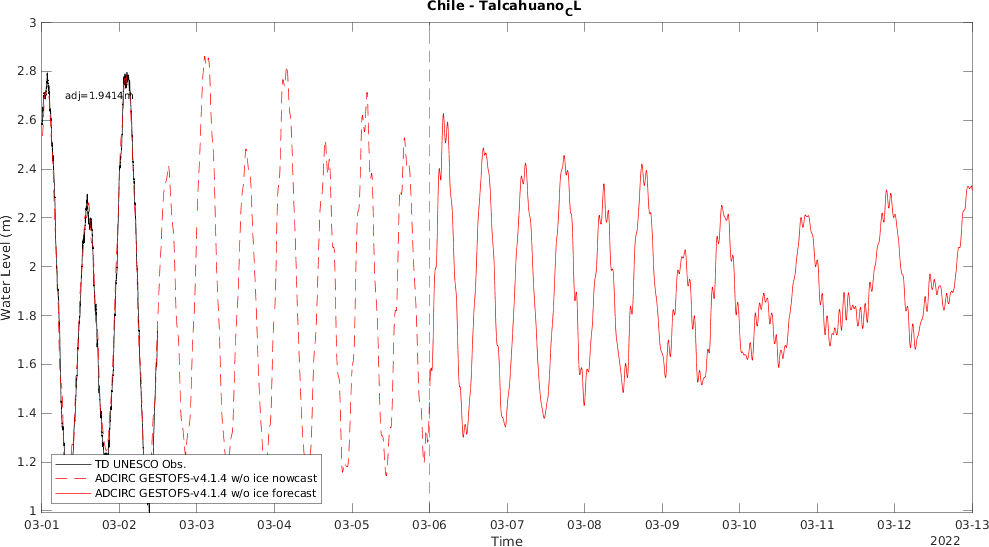 Chile - Talcahuano_CL
3
2.8
adj=1.9414m
2.6
2.4
2.2
Water Level (m)
2
1.8
1.6
1.4
1.2
1
TD UNESCO Obs.
ADCIRC GESTOFS-v4.1.4 w/o ice nowcast
ADCIRC GESTOFS-v4.1.4 w/o ice forecast
03-01 03-02 03-03 03-04 03-05 03-06 03-07 03-08 03-09 03-10 03-11 03-12 03-13
Time
2022